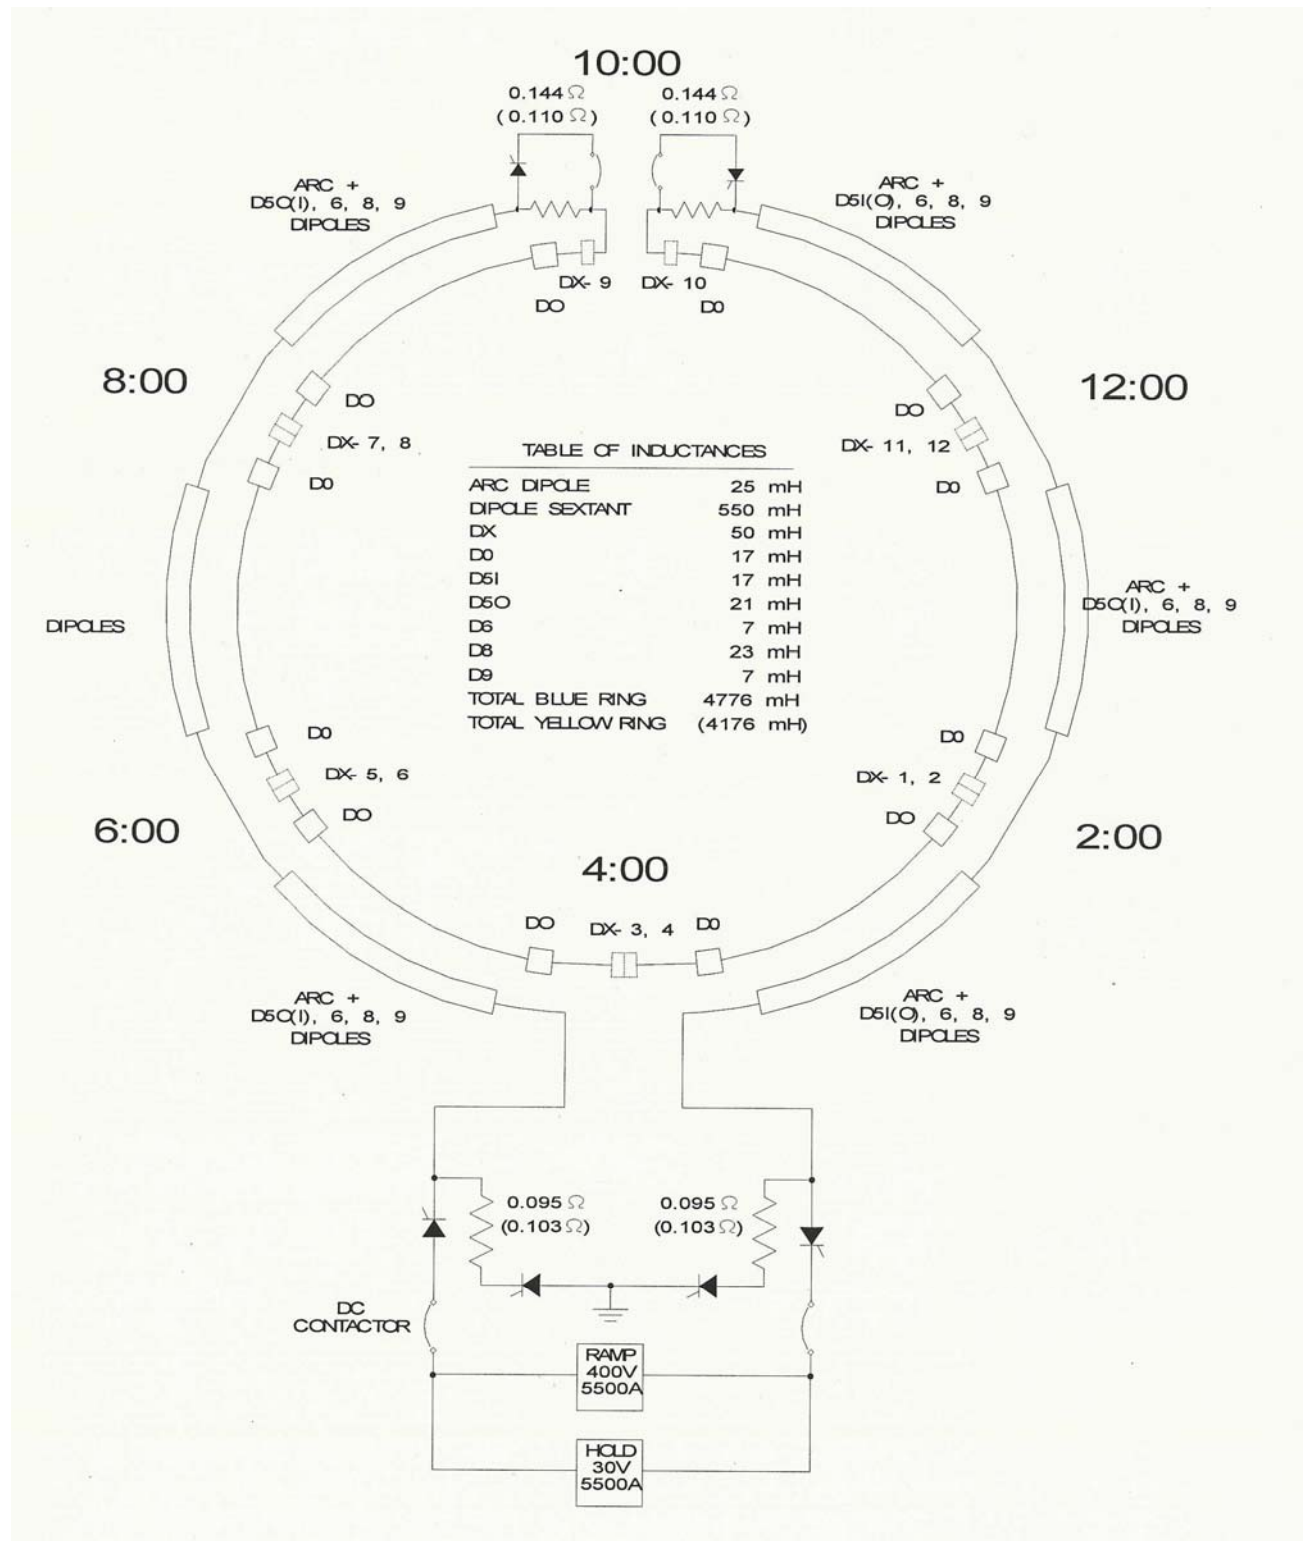 10:00
0.144 Ω
(0.110 Ω)
0.144 Ω
(0.110 Ω)
ARC +
D5O(I), 6, 8, 9
DIPOLES
ARC +
D5I(O), 6, 8, 9
DIPOLES
DX- 9
DO
DX- 10
D0
8:00
12:00
DO
DX- 7, 8
D0
DO
DX- 11, 12
D0
TABLE OF INDUCTANCES
ARC DIPOLE 25 mH
DIPOLE SEXTANT 550 mH
DX 50 mH
D0 17 mH
D5I 17 mH
D5O 21 mH
D6 7 mH
D8 23 mH
D9 7 mH
TOTAL BLUE RING 4776 mH
TOTAL YELLOW RING (4176 mH)
DIPOLES
ARC +
D5O(I), 6, 8, 9
DIPOLES
D0
DX- 5, 6
DO
D0
DX- 1, 2
DO
6:00
2:00
4:00
DO
DX- 3, 4
D0
ARC +
D5O(I), 6, 8, 9
DIPOLES
ARC +
D5I(O), 6, 8, 9
DIPOLES
0.095 Ω
(0.103 Ω)
0.095 Ω
(0.103 Ω)
DC
CONTACTOR
RAMP
400V
5500A
HOLD
30V
5500A